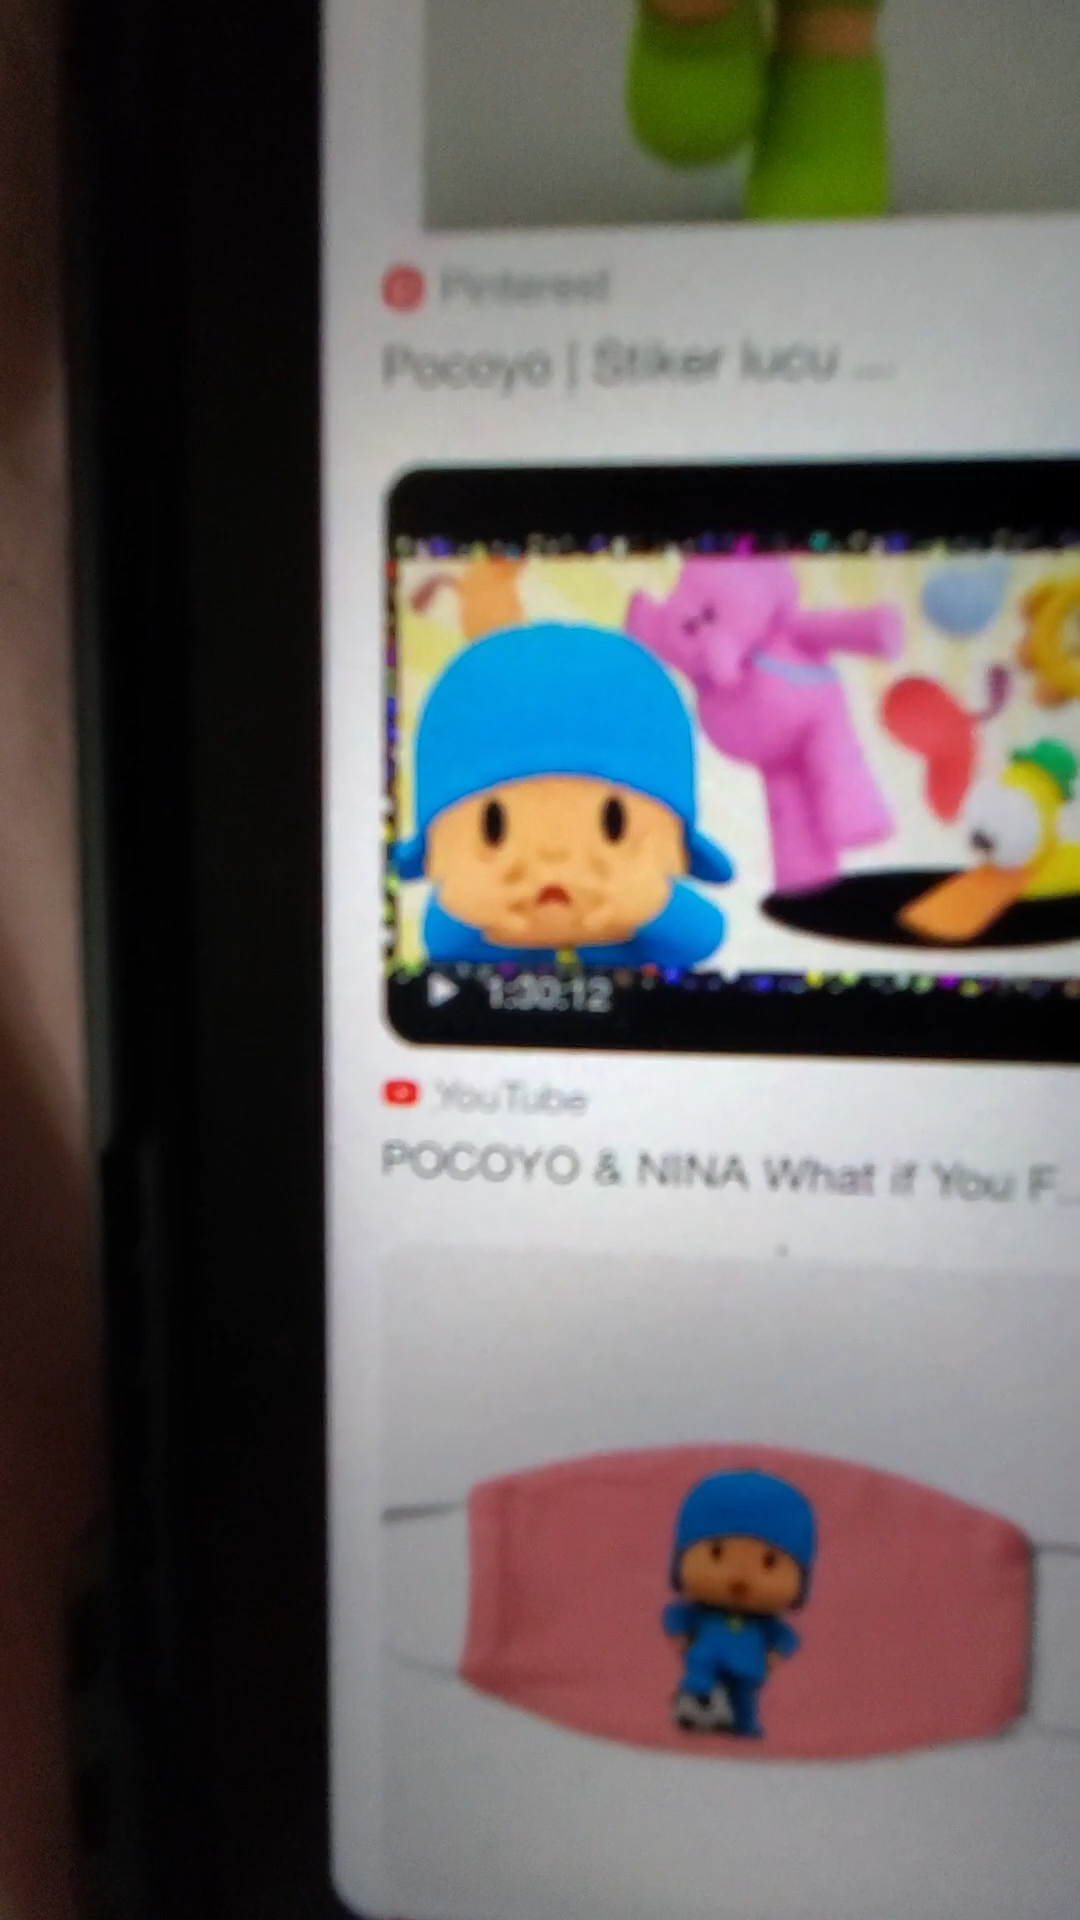 Pinterest
Pocoyo | Stiker lucu ...
1:30:12
YouTube
POCOYO & NINA What if You F...